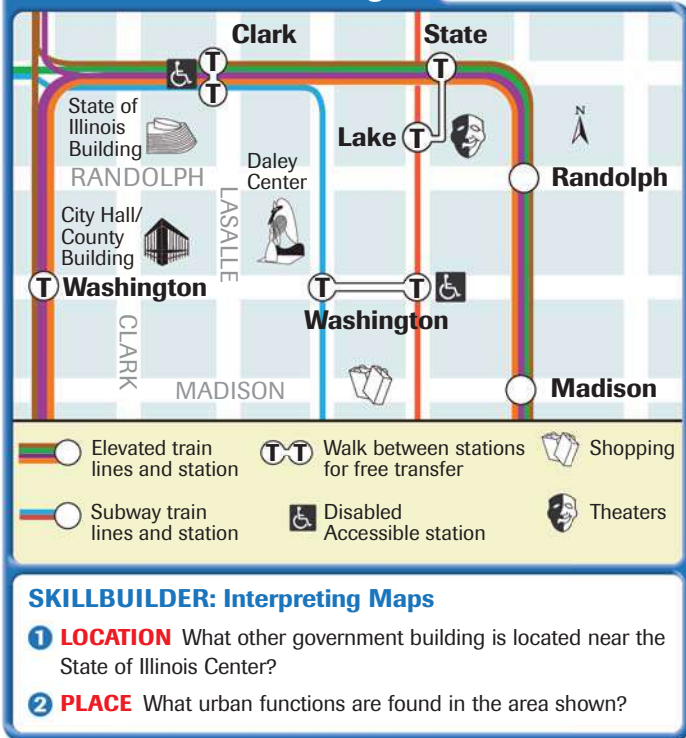 Clark
State
T
T
T
State of
Illinois
Building
Lake
T
N
Daley
Center
RANDOLPH
Randolph
LASALLE
City Hall/
County
Building
T
Washington
T
T
Washington
CLARK
MADISON
Madison
Elevated train
lines and station
T T
Walk between stations
for free transfer
Shopping
Subway train
lines and station
Disabled
Accessible station
Theaters
SKILLBUILDER: Interpreting Maps
1 LOCATION What other government building is located near the
State of Illinois Center?
2 PLACE What urban functions are found in the area shown?